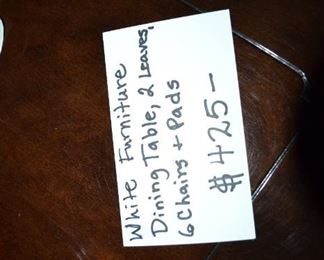 White Furniture
Dining Table, 2 Leaves,
6 Chairs + Pads
$425-